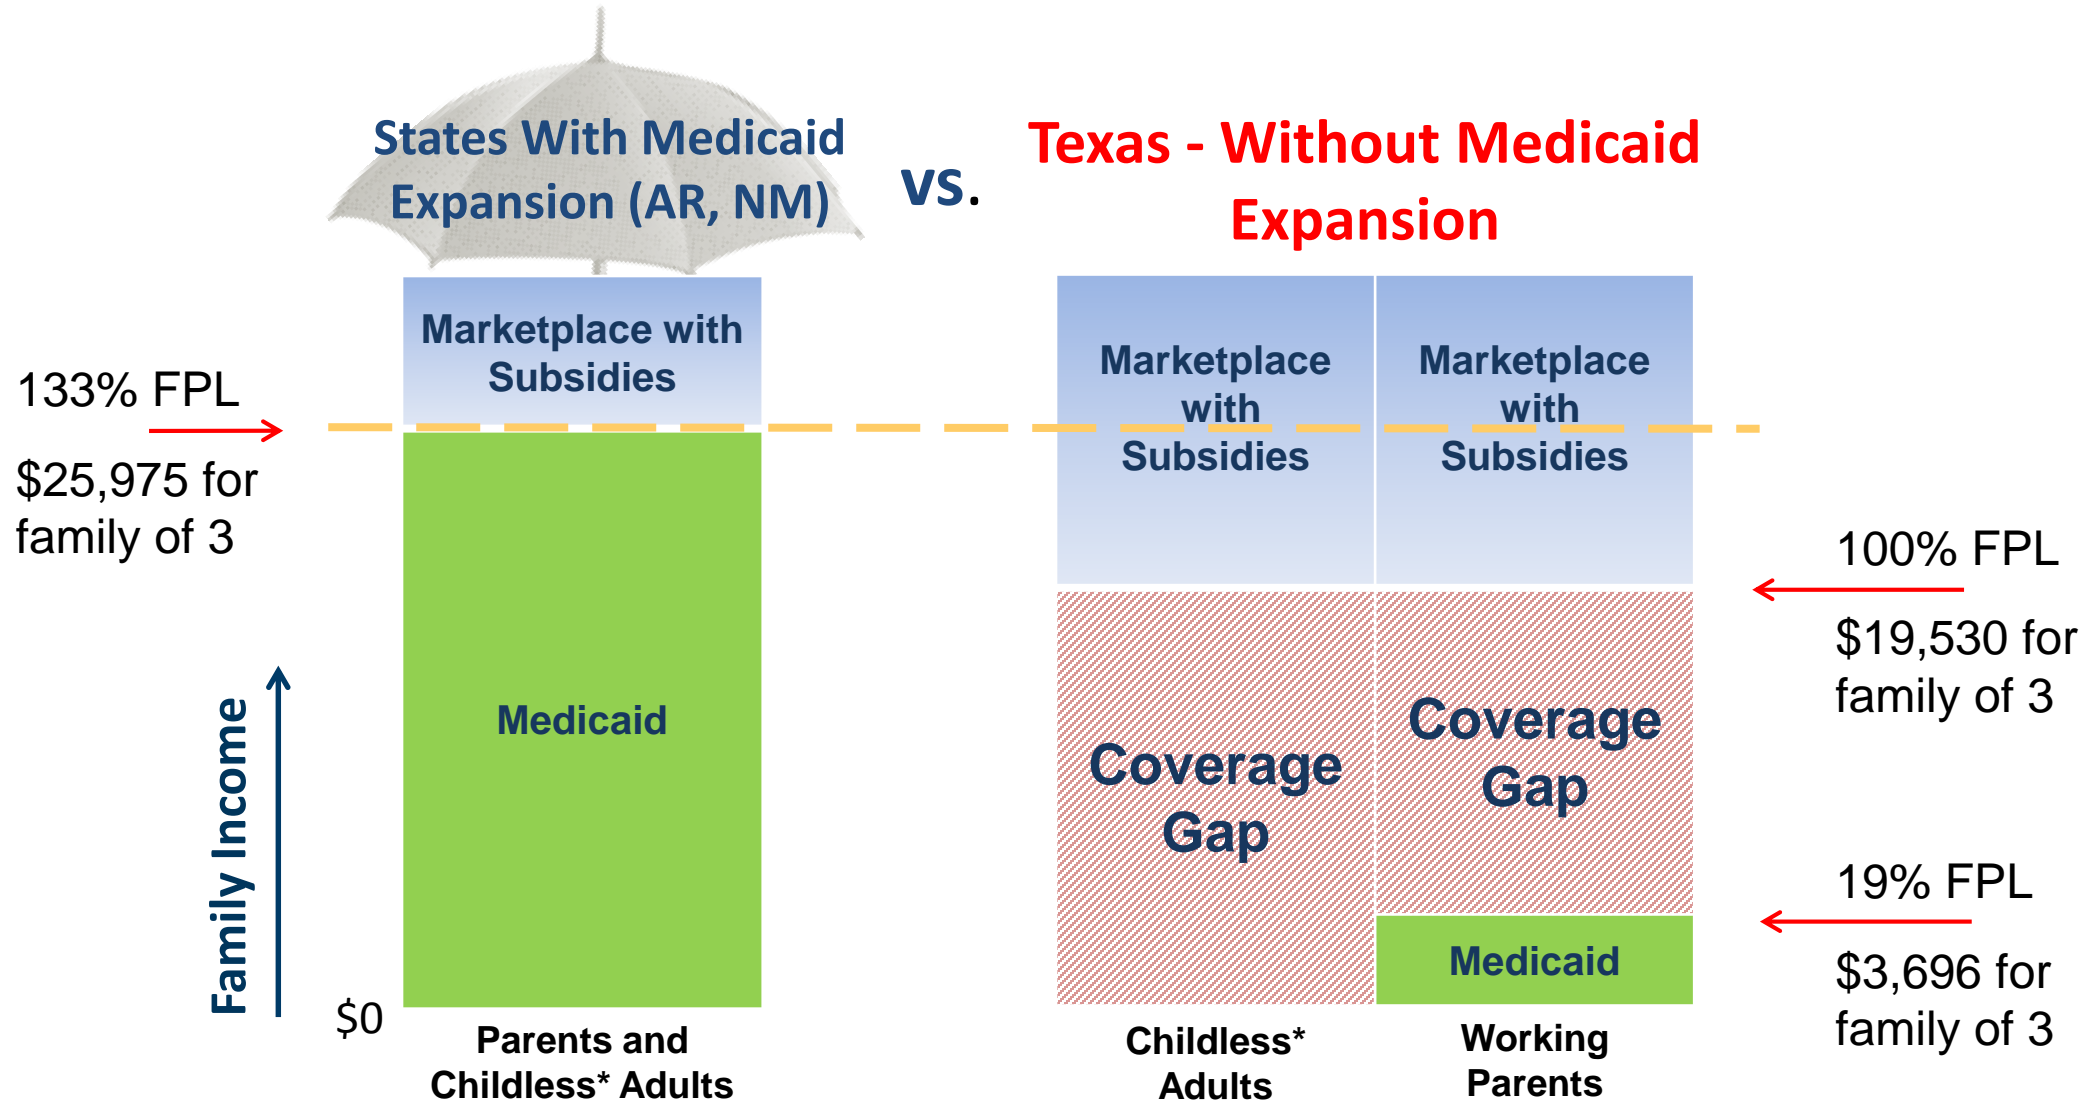 States With Medicaid
Expansion (AR, NM)
vs.
Texas - Without Medicaid
Expansion
133% FPL
$25,975 for
family of 3
Family Income
$0
Marketplace with
Subsidies
Medicaid
Parents and
Childless* Adults
Marketplace
with
Subsidies
Coverage
Gap
Childless*
Adults
Marketplace
with
Subsidies
Coverage
Gap
Medicaid
Working
Parents
100% FPL
$19,530 for
family of 3
19% FPL
$3,696 for
family of 3